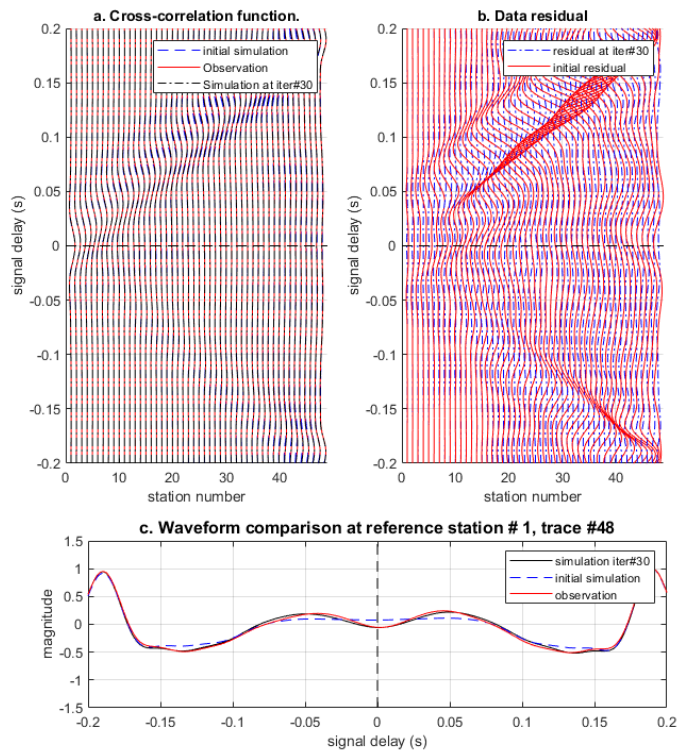 a. Cross-correlation function.
initial simulation
Observation
Simulation at iter#30
0.2
0.15
0.1
0.05
0
-0.05
-0.1
-0.15
-0.2
signal delay (s)
10 20 30 40
station number
b. Data residual
residual at iter#30
initial residual
0.2
0.15
0.1
0.05
0
-0.05
-0.1
-0.15
-0.2
signal delay (s)
0 10 20 30 40
station number
c. Waveform comparison at reference station # 1, trace #48
simulation iter#30
initial simulation
observation
1.5
1
0.5
0
-0.5
-1
-1.5
magnitude
-0.2 -0.15 -0.1 -0.05 0 0.05 0.1 0.15 0.2
signal delay (s)